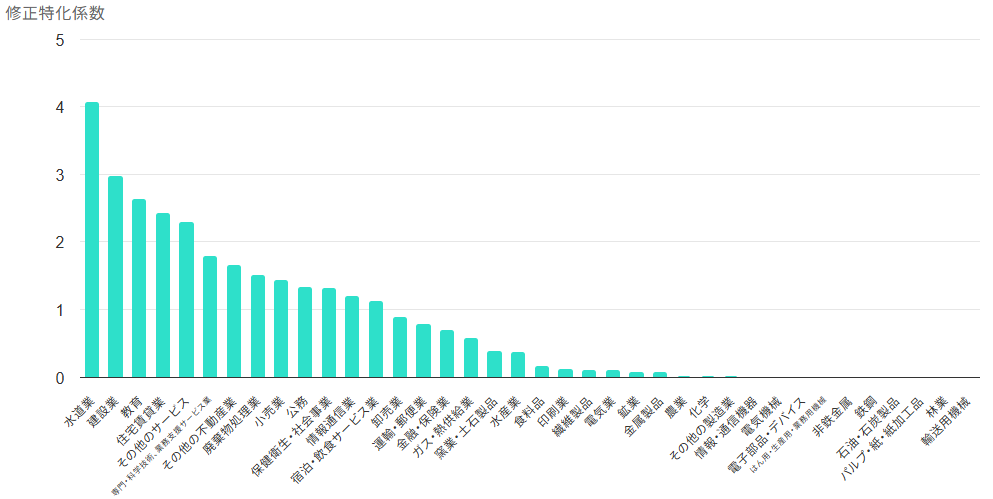 修正特化係数
5
4
3
2
1
0
水道業
建設業
教育
住宅賃貸業
その他のサービス
専門・科学技術、業務支援サービス業
その他の不動産業
廃棄物処理業
小売業
公務
保健衛生・社会事業
情報通信業
宿泊・飲食サービス業
卸売業
運輸・郵便業
金融・保険業
ガス・熱供給業
窯業・土石製品
水産業
食料品
印刷業
繊維製品
電気業
鉱業
金属製品
農業
化学
その他の製造業
情報・通信機器
電気機械
電子部品・デバイス
はん用・生産用・業務用機械
非鉄金属
鉄鋼
石油・石炭製品
パルプ・紙・紙加工品
林業
輸送用機械